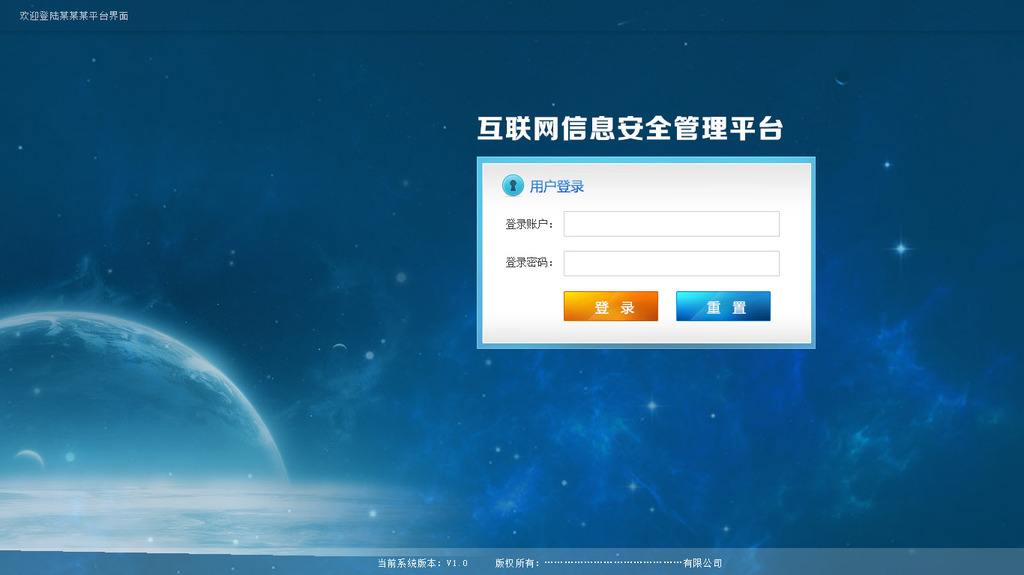 欢迎登陆某某某平台界面
互联网信息安全管理平台
用户登录
登录账户：
登录密码：
登 录 重 置
当前系统版本：V1.0 版权所有：………………………………………有限公司